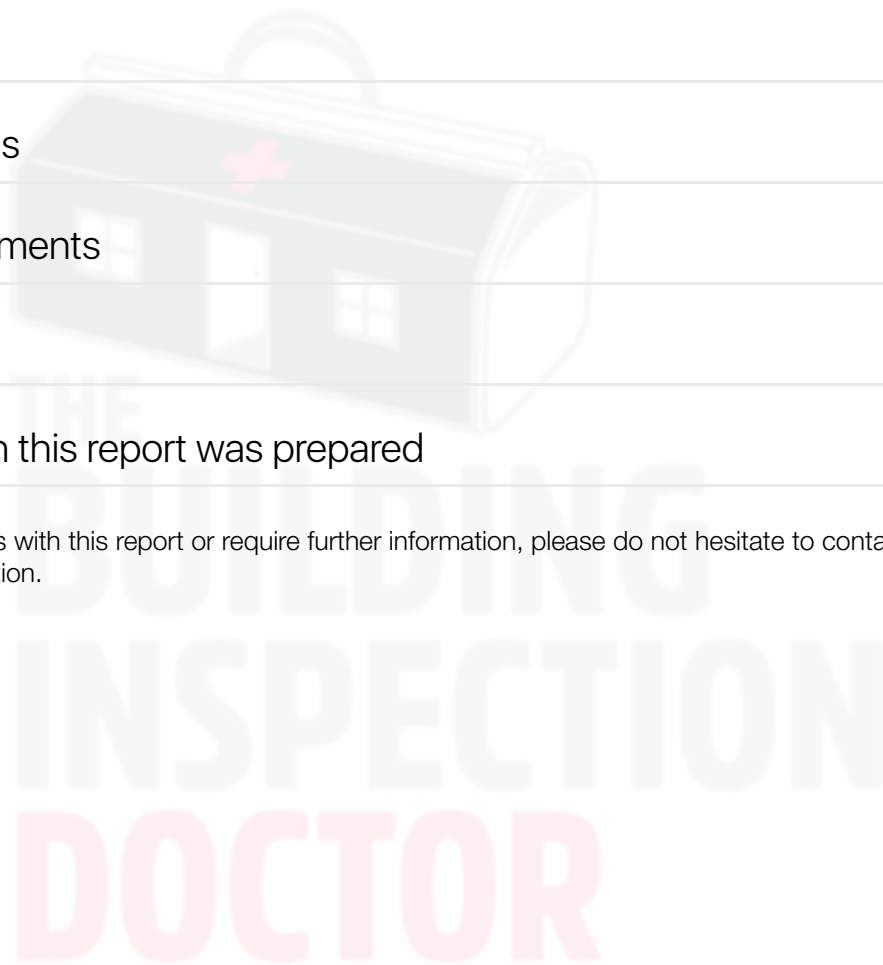 s
ments
n this report was prepared
s with this report or require further information, please do not hesitate to conta
tion.
THE
BUILDING
INSPECTION
DOCTOR